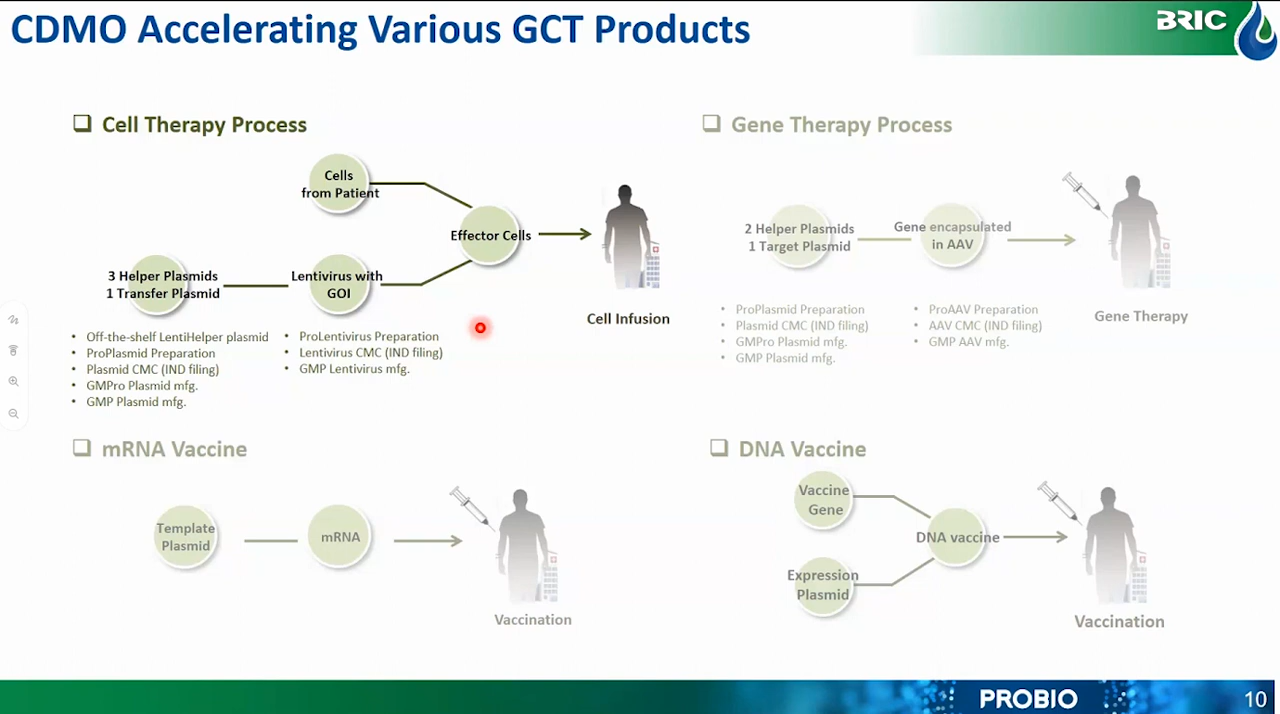 CDMO Accelerating Various GCT Products
BRIC
❑ Cell Therapy Process
Cells
from Patient
Effector Cells
3 Helper Plasmids
1 Transfer Plasmid
Lentivirus with
GOI
Cell Infusion
• Off-the-shelf LentiHelper plasmid
• ProPlasmid Preparation
• Plasmid CMC (IND filing)
• GMPro Plasmid mfg.
• GMP Plasmid mfg.
• ProLentivirus Preparation
• Lentivirus CMC (IND filing)
• GMP Lentivirus mfg.
❑ Gene Therapy Process
2 Helper Plasmids
1 Target Plasmid
Gene encapsulated
in AAV
Gene Therapy
• ProPlasmid Preparation
• Plasmid CMC (IND filing)
• GMPro Plasmid mfg.
• GMP Plasmid mfg.
• ProAAV Preparation
• AAV CMC (IND filing)
• GMP AAV mfg.
❑ mRNA Vaccine
Template
Plasmid
mRNA
Vaccination
❑ DNA Vaccine
Vaccine
Gene
DNA vaccine
Expression
Plasmid
Vaccination
PROBIO
10